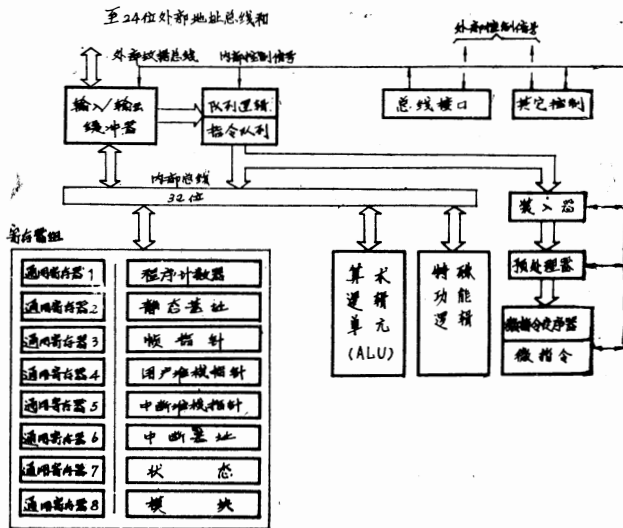 至24位外部地址总线和
外部数据总线
内部控制信号
外部控制信号
输入/输出
缓冲器
队列逻辑
指令队列
总线接口
其它控制
内部总线
32位
装入器
预处理器
微指令定序器
微指令
寄存器组
通用寄存器1
程序计数器
通用寄存器2
静态基址
通用寄存器3
帧指针
通用寄存器4
用户堆栈指针
通用寄存器5
中断堆栈指针
通用寄存器6
中断基址
通用寄存器7
状态
通用寄存器8
模块
算术
逻辑
单元
(ALU)
特殊
功能
逻辑